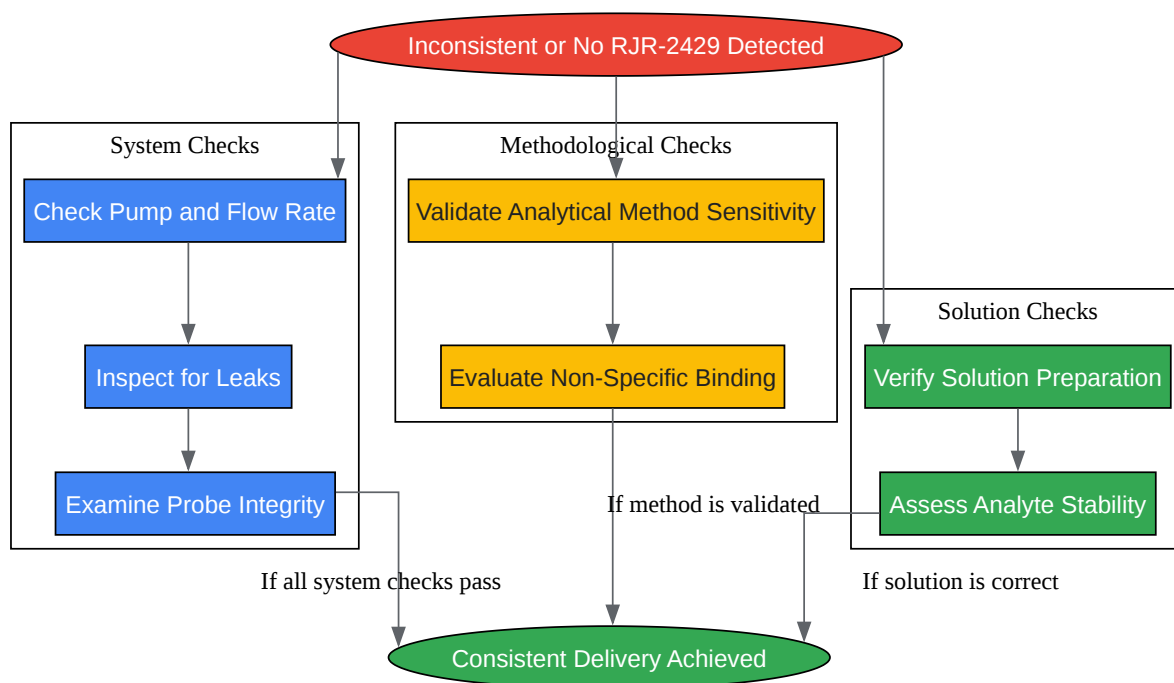 Inconsistent or No RJR-2429 Detected
System Checks
Check Pump and Flow Rate
Inspect for Leaks
Examine Probe Integrity
Methodological Checks
Validate Analytical Method Sensitivity
Evaluate Non-Specific Binding
Solution Checks
Verify Solution Preparation
Assess Analyte Stability
If all system checks pass
If method is validated
If solution is correct
Consistent Delivery Achieved